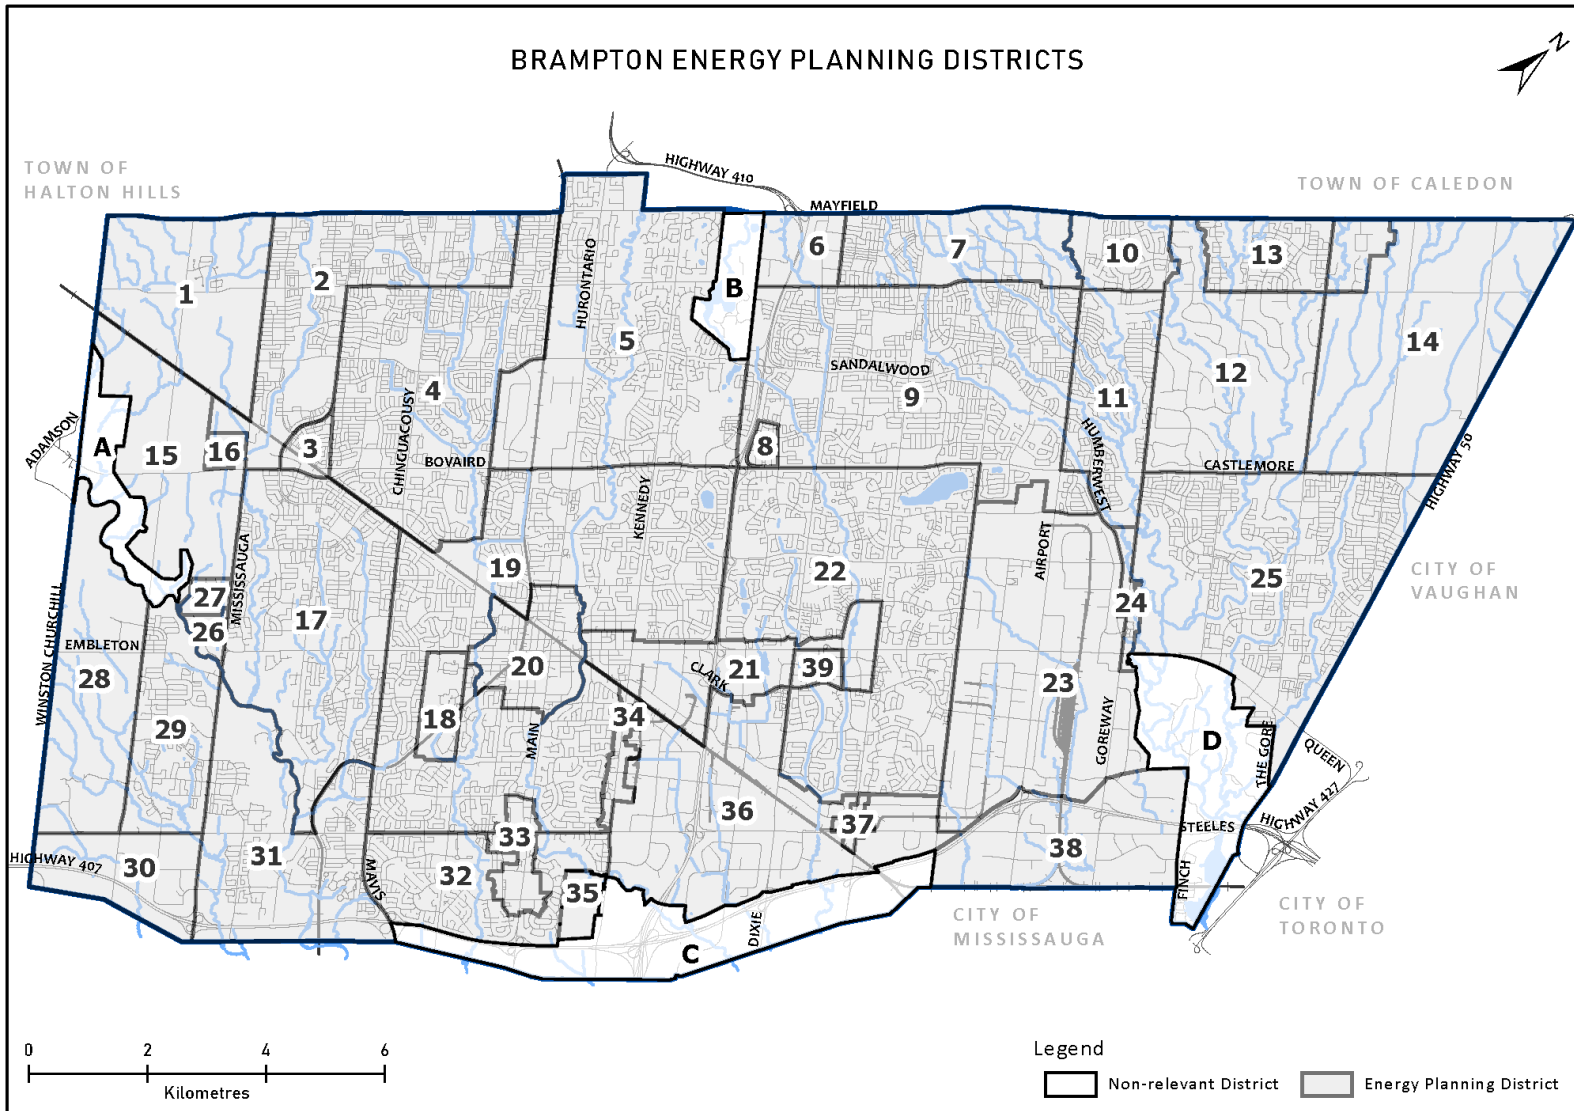 BRAMPTON ENERGY PLANNING DISTRICTS
N
TOWN OF
HALTON HILLS
HIGHWAY 410
TOWN OF CALEDON
MAYFIELD
1
2
3
4
5
6
7
8
9
10
11
12
13
14
15
16
17
18
19
20
21
22
23
24
25
26
27
28
29
30
31
32
33
34
35
36
37
38
39
A
B
C
D
HURONTARIO
SANDALWOOD
CHINGUACOUSY
BOVAIRD
ADAMSON
KENNEDY
HUMBERWEST
CASTLEMORE
HIGHWAY 50
AIRPORT
MISSISSAUGA
CITY OF
VAUGHAN
WINSTON CHURCHILL
EMBLETON
CLARK
MAIN
GOREWAY
THE GORE
QUEEN
HIGHWAY 427
STEELES
HIGHWAY 407
MAVIS
DIXIE
FINCH
CITY OF
MISSISSAUGA
CITY OF
TORONTO
0 2 4 6
Kilometres
Legend
Non-relevant District
Energy Planning District